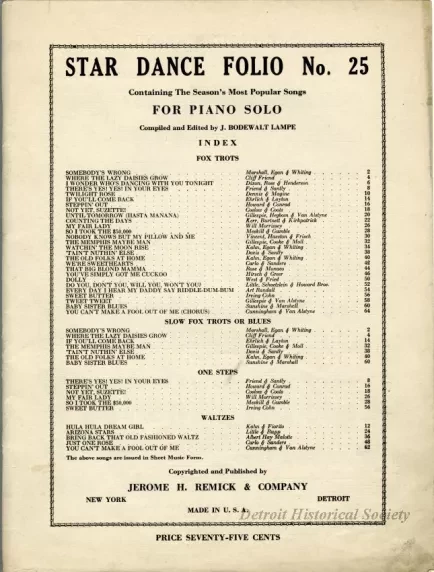 STAR DANCE FOLIO No. 25
Containing The Season's Most Popular Songs
FOR PIANO SOLO
Compiled and Edited by J. BODEWALT LAMPE
INDEX
FOX TROTS
SOMEBODY'S WRONG Marshall, Egan & Whiting 2
WHERE THE LAZY DAISIES GROW Cliff Friend 4
I WONDER WHO'S DANCING WITH YOU TONIGHT Dixon, Rose & Henderson 6
THERE'S YES! YES! IN YOUR EYES Friend & Santly 8
TWILIGHT ROSE Dennis & Magine 10
IF YOU'LL COME BACK Ehrlich & Layton 14
STEPPIN' OUT Howard & Conrad 16
NOT YET, SUZETTE! Coslow & Cools 18
UNTIL TOMORROW (HASTA MANANA) Gillespie, Hegbom & Van Alstyne 20
COUNTING THE DAYS Kerr, Burtnett & Kirkpatrick 22
MY FAIR LADY Will Morrissey 26
SO I TOOK THE $50,000 Mohill & Gamble 28
NOBODY KNOWS BUT MY PILLOW AND ME Vincent, Hanlon & Frisch 30
THE MEMPHIS MAYBE MAN Gillespie, Cooke & Moll 32
WATCHIN' THE MOON RISE Kahn, Egan & Whiting 34
TAIN'T NUTHIN' ELSE Davis & Santly 38
THE OLD FOLKS AT HOME Kahn, Egan & Whiting 40
WE'RE SWEETHEARTS Carlo & Sanders 42
THAT BIG BLOND MAMMA Rose & Monaco 44
YOU'VE SIMPLY GOT ME CUCKOO Hirsch & Greer 46
DOLLY West & Fried 50
DO YOU, DON'T YOU, WILL YOU, WON'T YOU? Little, Schoebrin & Howard Bros. 52
EVERY DAY I HEAR MY DADDY SAY RIDDLE-DUM-BUM Art Randall 54
SWEET BUTTER Irving Cohn 56
TWEET TWEET Gillespie & Van Alstyne 58
BABY SISTER BLUES Sunshine & Marshall 60
YOU CAN'T MAKE A FOOL OUT OF ME (CHORUS) Cunningham & Van Alstyne 64
SLOW FOX TROTS OR BLUES
SOMEBODY'S WRONG Marshall, Egan & Whiting 2
WHERE THE LAZY DAISIES GROW Cliff Friend 4
IF YOU'LL COME BACK Ehrlich & Layton 14
THE MEMPHIS MAYBE MAN Gillespie, Cooke & Moll 32
TAIN'T NUTHIN' ELSE Davis & Santly 38
THE OLD FOLKS AT HOME Kahn, Egan & Whiting 40
BABY SISTER BLUES Sunshine & Marshall 60
ONE STEPS
THERE'S YES! YES! IN YOUR EYES Friend & Santly 8
STEPPIN' OUT Howard & Conrad 16
NOT YET, SUZETTE! Coslow & Cools 18
MY FAIR LADY Will Morrissey 26
SO I TOOK THE $50,000 Mohill & Gamble 28
SWEET BUTTER Irving Cohn 56
WALTZES
HULA HULA DREAM GIRL Kahn & Fiorito 12
ARIZONA STARS Little & Baggs 24
BRING BACK THAT OLD FASHIONED WALTZ Albert Hay Malotte 36
JUST ONE ROSE Carlo & Sanders 48
YOU CAN'T MAKE A FOOL OUT OF ME Cunningham & Van Alstyne 62
The above songs are issued in Sheet Music Form.
Copyrighted and Published by
JEROME H. REMICK & COMPANY
NEW YORK DETROIT
MADE IN U. S. A.
Detroit Historical Society
PRICE SEVENTY-FIVE CENTS